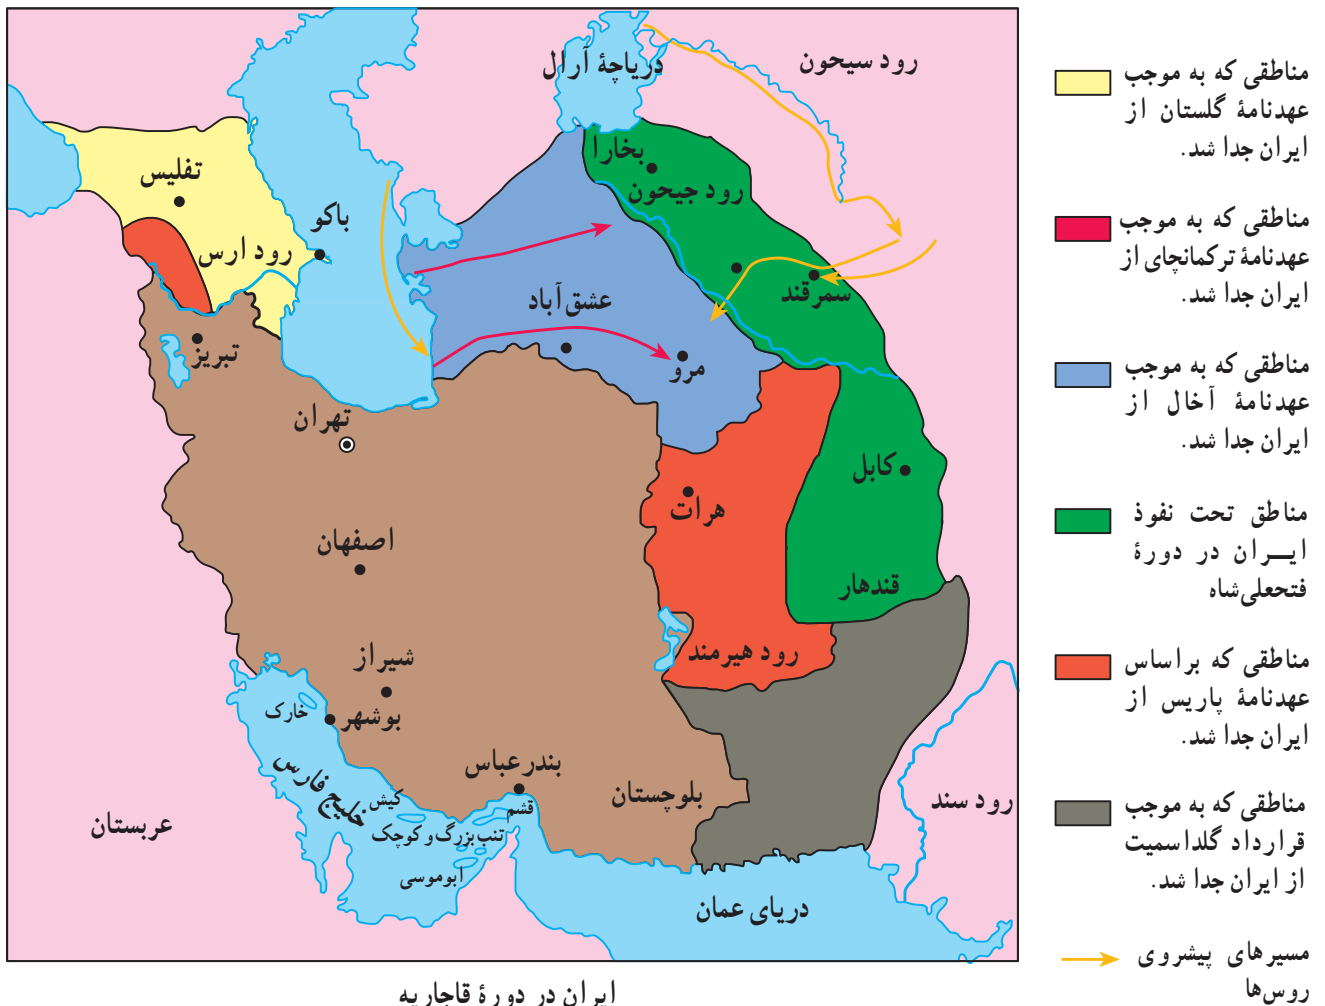 دریاچهٔ آرال
رود سیحون
بخارا
رود جیحون
سمرقند
تفلیس
باکو
رود ارس
تبریز
عشق‌آباد
مرو
تهران
کابل
هرات
اصفهان
قندهار
شیراز
رود هیرمند
خارک
بوشهر
خلیج فارس
بندرعباس
بلوچستان
کیش
قشم
تنب بزرگ و کوچک
ابوموسی
عربستان
رود سند
دریای عمان
مناطقی که به موجب
عهدنامهٔ گلستان از
ایران جدا شد.
مناطقی که به موجب
عهدنامهٔ ترکمانچای از
ایران جدا شد.
مناطقی که به موجب
عهدنامهٔ آخال از
ایران جدا شد.
مناطق تحت نفوذ
ایــران در دورهٔ
فتحعلی‌شاه
مناطقی که براساس
عهدنامهٔ پاریس از
ایران جدا شد.
مناطقی که به موجب
قرارداد گلداسمیت
از ایران جدا شد.
مسیرهای پیشروی
روس‌ها
ایران در دورهٔ قاجاریه